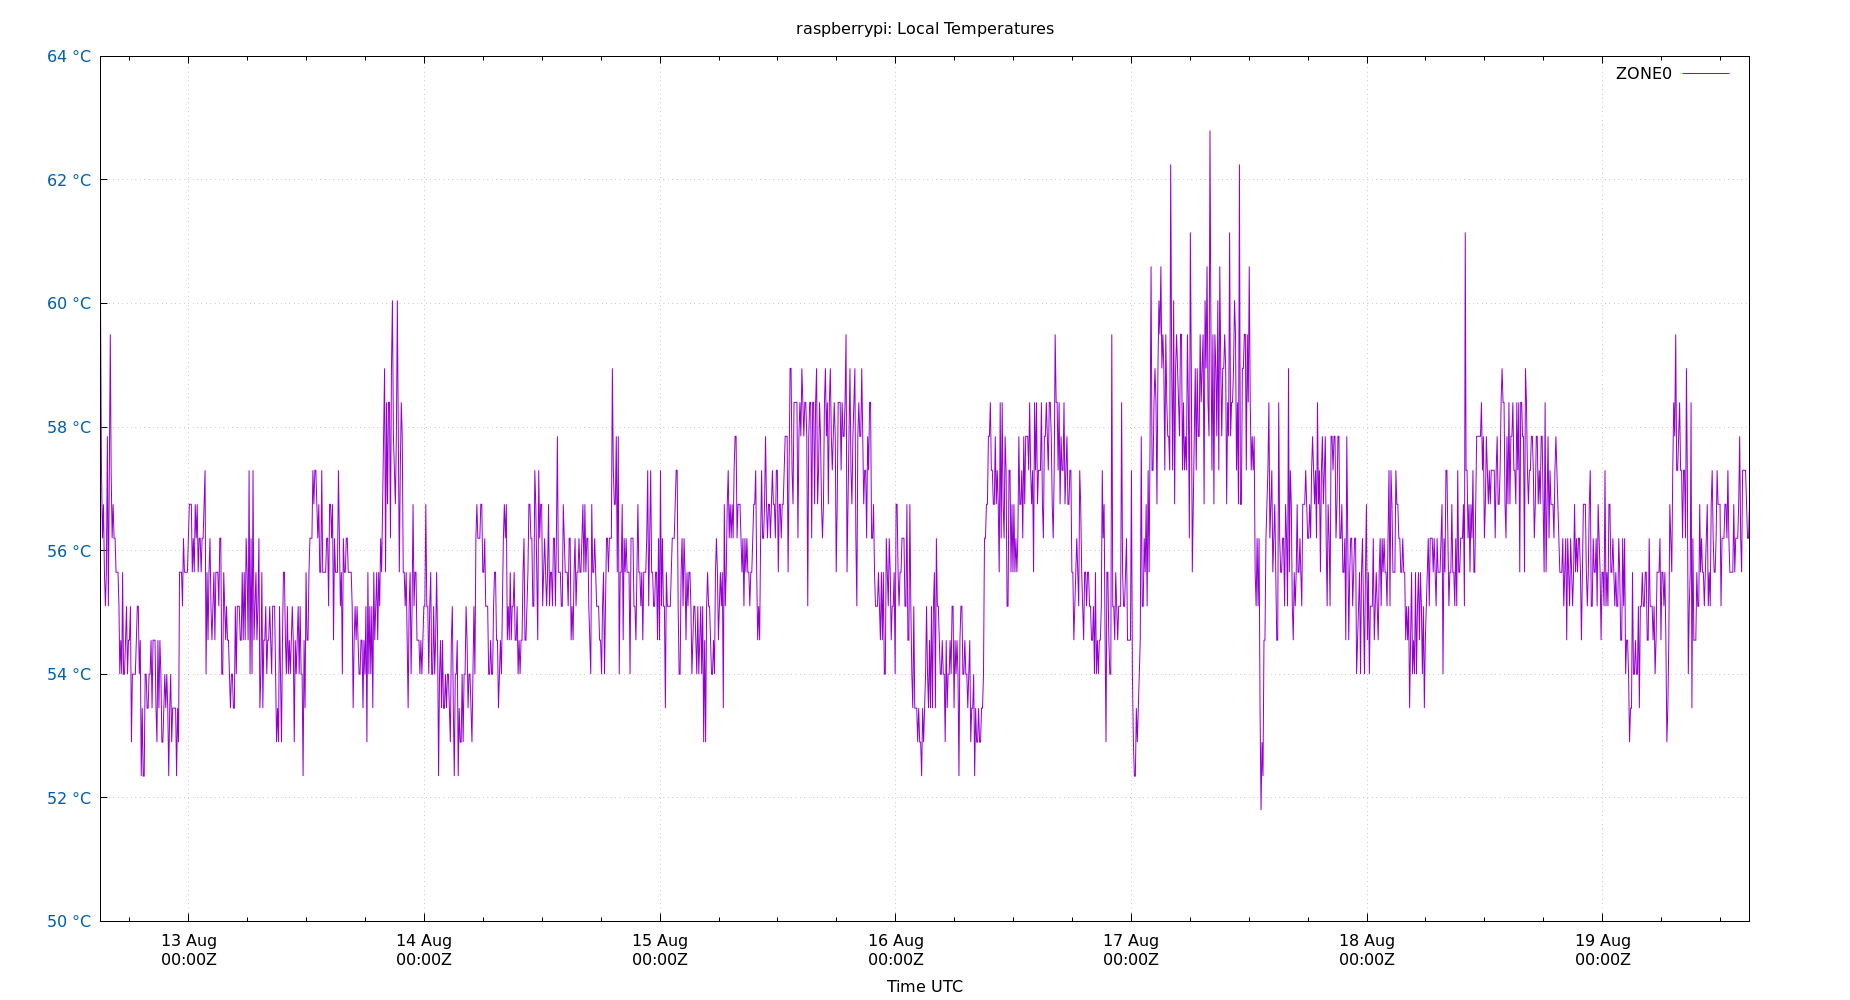 raspberrypi: Local Temperatures
64 °C
ZONE0
62 °C
60 °C
58 °C
56 °C
54 °C
52 °C
50 °C
13 Aug 14 Aug 15 Aug 16 Aug 17 Aug 18 Aug 19 Aug
00:00Z 00:00Z 00:00Z 00:00Z 00:00Z 00:00Z 00:00Z
Time UTC